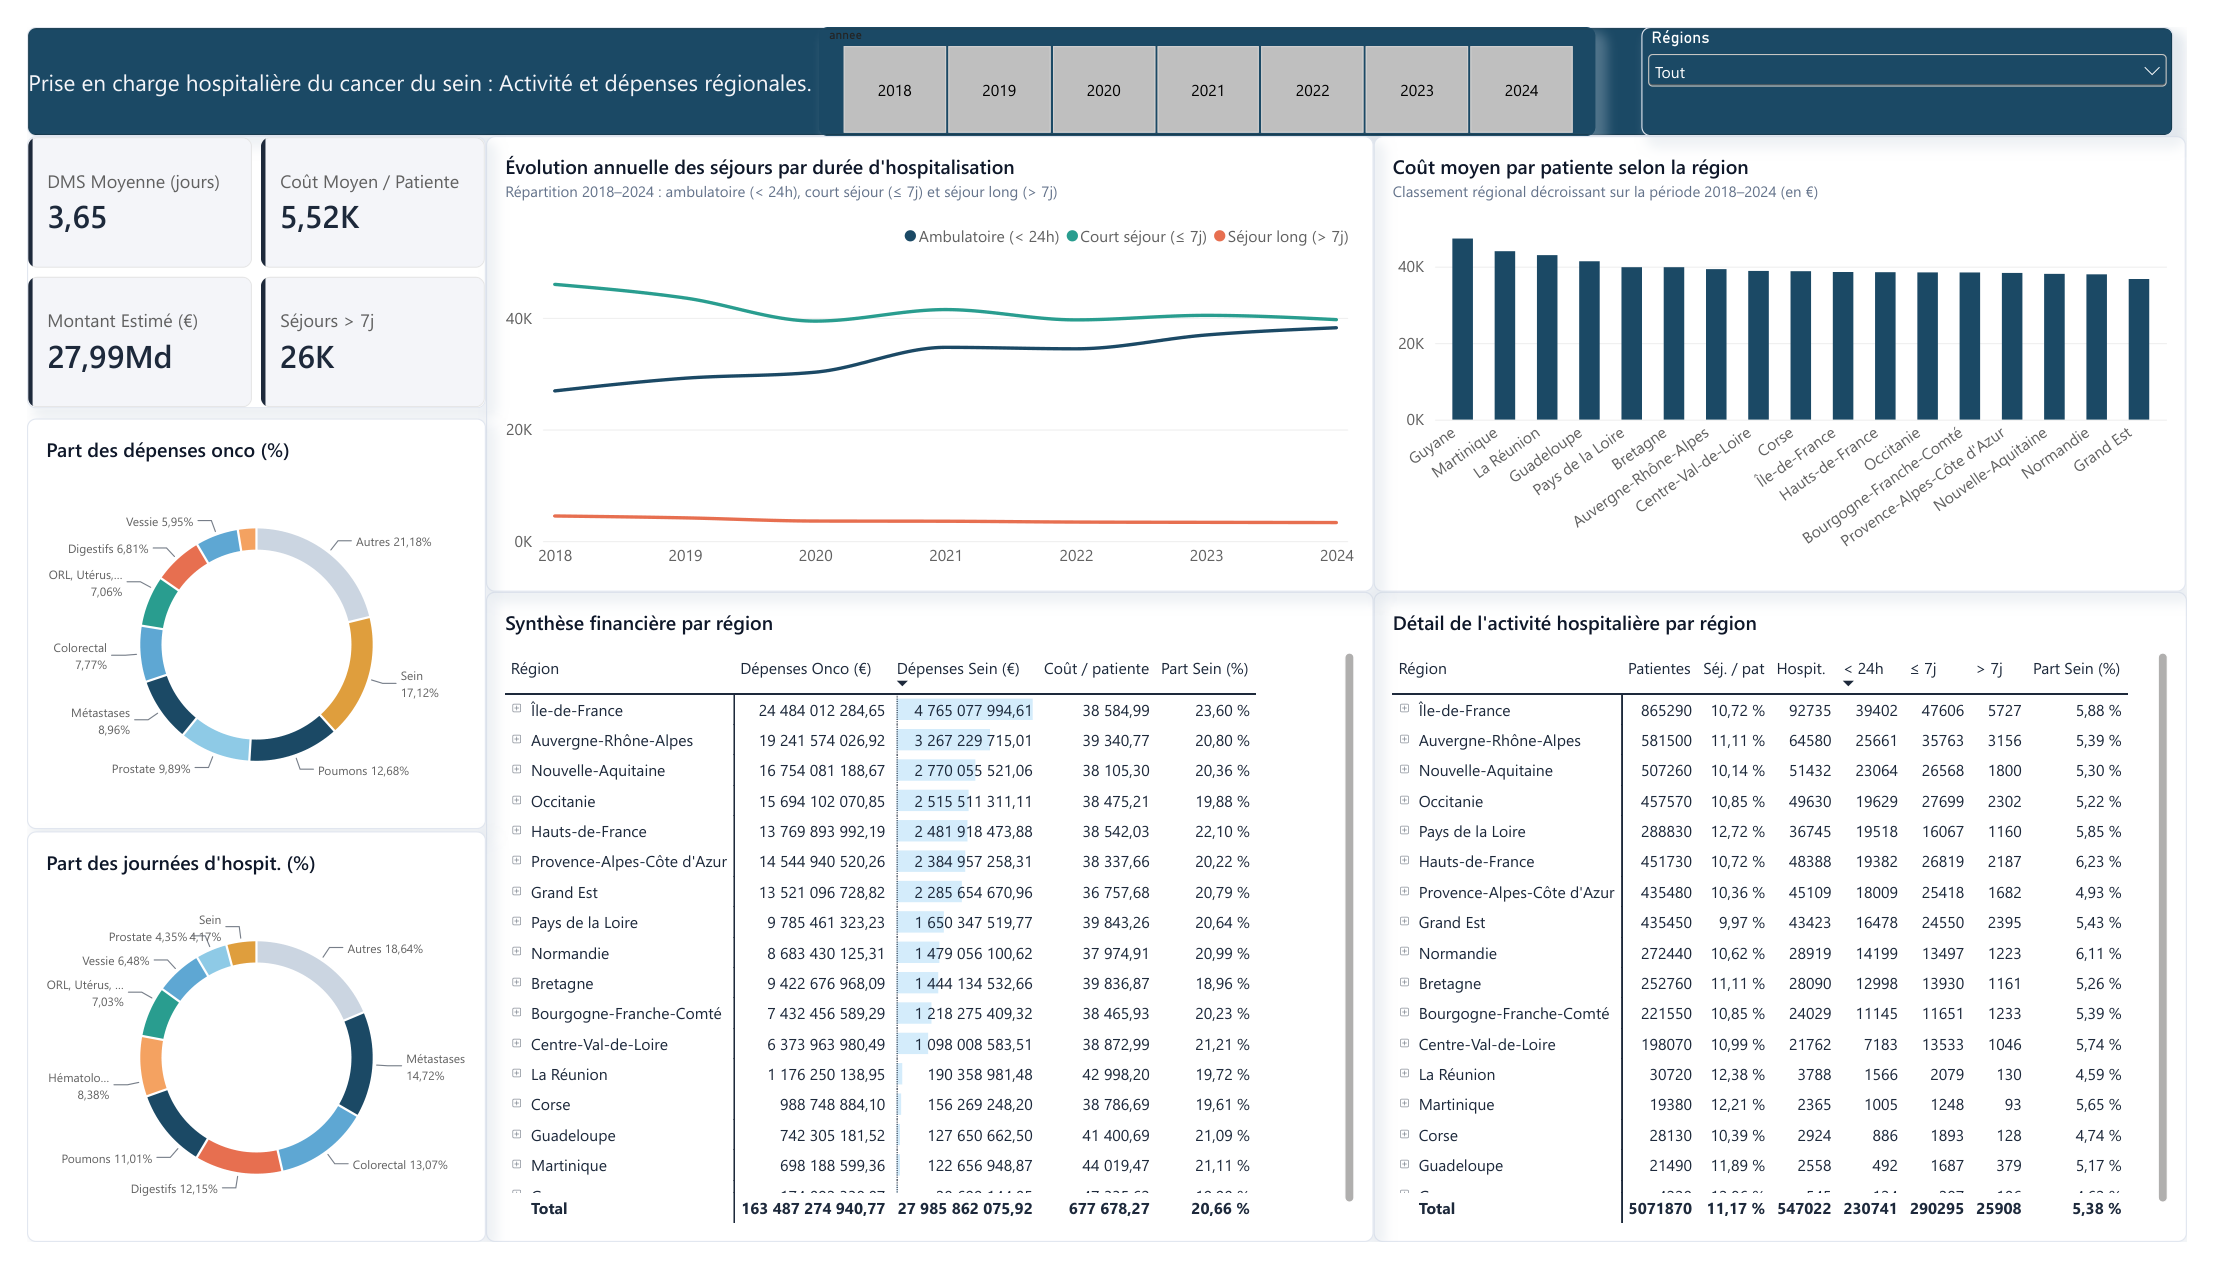 Prise en charge hospitalière du cancer du sein : Activité et dépenses régionales.
annee
2018 2019 2020 2021 2022 2023 2024
Régions
Tout
DMS Moyenne (jours)
3,65
Coût Moyen / Patiente
5,52K
Montant Estimé (€)
27,99Md
Séjours > 7j
26K
Part des dépenses onco (%)
Vessie 5,95%
Digestifs 6,81%
ORL, Utérus,...
7,06%
Colorectal
7,77%
Métastases
8,96%
Prostate 9,89%
Autres 21,18%
Sein
17,12%
Poumons 12,68%
Part des journées d'hospit. (%)
Sein
4,17%
Prostate 4,35%
Vessie 6,48%
ORL, Utérus, ...
7,03%
Hématolo...
8,38%
Poumons 11,01%
Digestifs 12,15%
Autres 18,64%
Métastases
14,72%
Colorectal 13,07%
Évolution annuelle des séjours par durée d'hospitalisation
Répartition 2018–2024 : ambulatoire (< 24h), court séjour (≤ 7j) et séjour long (> 7j)
Ambulatoire (< 24h) Court séjour (≤ 7j) Séjour long (> 7j)
40K
20K
0K
2018 2019 2020 2021 2022 2023 2024
Coût moyen par patiente selon la région
Classement régional décroissant sur la période 2018–2024 (en €)
40K
20K
0K
Guyane
Martinique
La Réunion
Guadeloupe
Pays de la Loire
Bretagne
Auvergne-Rhône-Alpes
Centre-Val-de-Loire
Corse
Île-de-France
Hauts-de-France
Occitanie
Bourgogne-Franche-Comté
Provence-Alpes-Côte d'Azur
Nouvelle-Aquitaine
Normandie
Grand Est
Synthèse financière par région
Région Dépenses Onco (€) Dépenses Sein (€) Coût / patiente Part Sein (%)
Île-de-France 24 484 012 284,65 4 765 077 994,61 38 584,99 23,60 %
Auvergne-Rhône-Alpes 19 241 574 026,92 3 267 229 715,01 39 340,77 20,80 %
Nouvelle-Aquitaine 16 754 081 188,67 2 770 055 521,06 38 105,30 20,36 %
Occitanie 15 694 102 070,85 2 515 511 311,11 38 475,21 19,88 %
Hauts-de-France 13 769 893 992,19 2 481 918 473,88 38 542,03 22,10 %
Provence-Alpes-Côte d'Azur 14 544 940 520,26 2 384 957 258,31 38 337,66 20,22 %
Grand Est 13 521 096 728,82 2 285 654 670,96 36 757,68 20,79 %
Pays de la Loire 9 785 461 323,23 1 650 347 519,77 39 843,26 20,64 %
Normandie 8 683 430 125,31 1 479 056 100,62 37 974,91 20,99 %
Bretagne 9 422 676 968,09 1 444 134 532,66 39 836,87 18,96 %
Bourgogne-Franche-Comté 7 432 456 589,29 1 218 275 409,32 38 465,93 20,23 %
Centre-Val-de-Loire 6 373 963 980,49 1 098 008 583,51 38 872,99 21,21 %
La Réunion 1 176 250 138,95 190 358 981,48 42 998,20 19,72 %
Corse 988 748 884,10 156 269 248,20 38 786,69 19,61 %
Guadeloupe 742 305 181,52 127 650 662,50 41 400,69 21,09 %
Martinique 698 188 599,36 122 656 948,87 44 019,47 21,11 %
Total 163 487 274 940,77 27 985 862 075,92 677 678,27 20,66 %
Détail de l'activité hospitalière par région
Région Patientes Séj. / pat Hospit. < 24h ≤ 7j > 7j Part Sein (%)
Île-de-France 865290 10,72 % 92735 39402 47606 5727 5,88 %
Auvergne-Rhône-Alpes 581500 11,11 % 64580 25661 35763 3156 5,39 %
Nouvelle-Aquitaine 507260 10,14 % 51432 23064 26568 1800 5,30 %
Occitanie 457570 10,85 % 49630 19629 27699 2302 5,22 %
Pays de la Loire 288830 12,72 % 36745 19518 16067 1160 5,85 %
Hauts-de-France 451730 10,72 % 48388 19382 26819 2187 6,23 %
Provence-Alpes-Côte d'Azur 435480 10,36 % 45109 18009 25418 1682 4,93 %
Grand Est 435450 9,97 % 43423 16478 24550 2395 5,43 %
Normandie 272440 10,62 % 28919 14199 13497 1223 6,11 %
Bretagne 252760 11,11 % 28090 12998 13930 1161 5,26 %
Bourgogne-Franche-Comté 221550 10,85 % 24029 11145 11651 1233 5,39 %
Centre-Val-de-Loire 198070 10,99 % 21762 7183 13533 1046 5,74 %
La Réunion 30720 12,38 % 3788 1566 2079 130 4,59 %
Martinique 19380 12,21 % 2365 1005 1248 93 5,65 %
Corse 28130 10,39 % 2924 886 1893 128 4,74 %
Guadeloupe 21490 11,89 % 2558 492 1687 379 5,17 %
Total 5071870 11,17 % 547022 230741 290295 25908 5,38 %